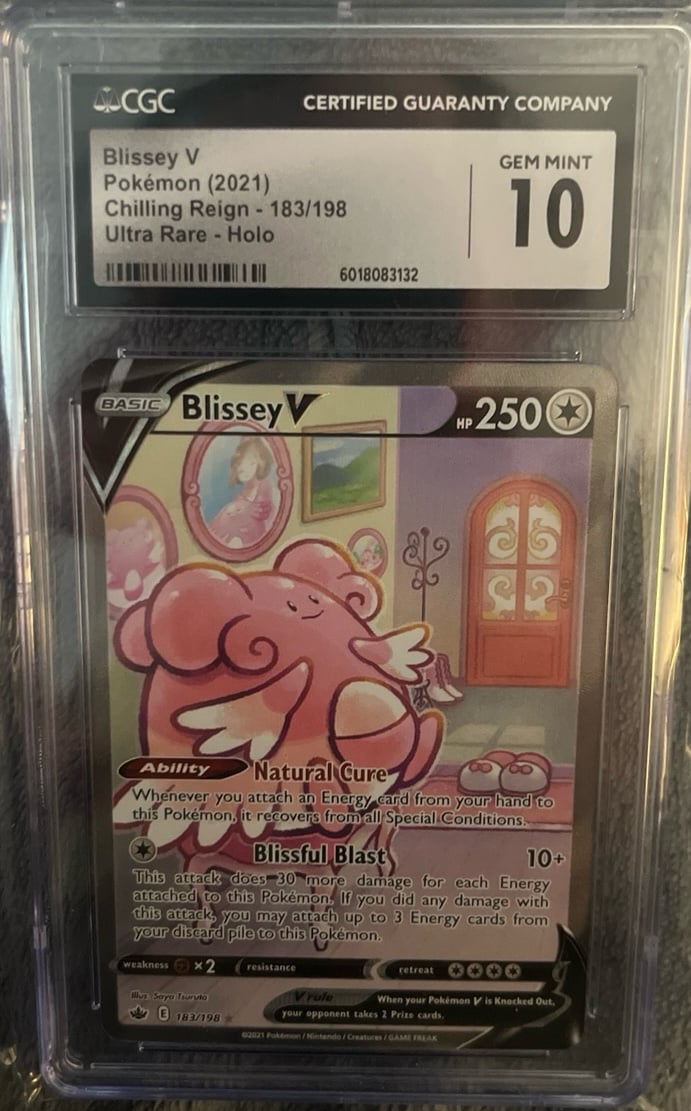 CGC CERTIFIED GUARANTY COMPANY
Blissey V
Pokémon (2021)
Chilling Reign - 183/198
Ultra Rare - Holo
6018083132
GEM MINT
10
BASIC Blissey V HP 250
Ability Natural Cure
Whenever you attach an Energy card from your hand to
this Pokémon, it recovers from all Special Conditions.
Blissful Blast 10+
This attack does 30 more damage for each Energy
attached to this Pokémon. If you did any damage with
this attack, you may attach up to 3 Energy cards from
your discard pile to this Pokémon.
weakness ×2 resistance retreat
Illus. Saya Tsuruta
V rule When your Pokémon V is Knocked Out,
your opponent takes 2 Prize cards.
E 183/198
©2021 Pokémon / Nintendo / Creatures / GAME FREAK